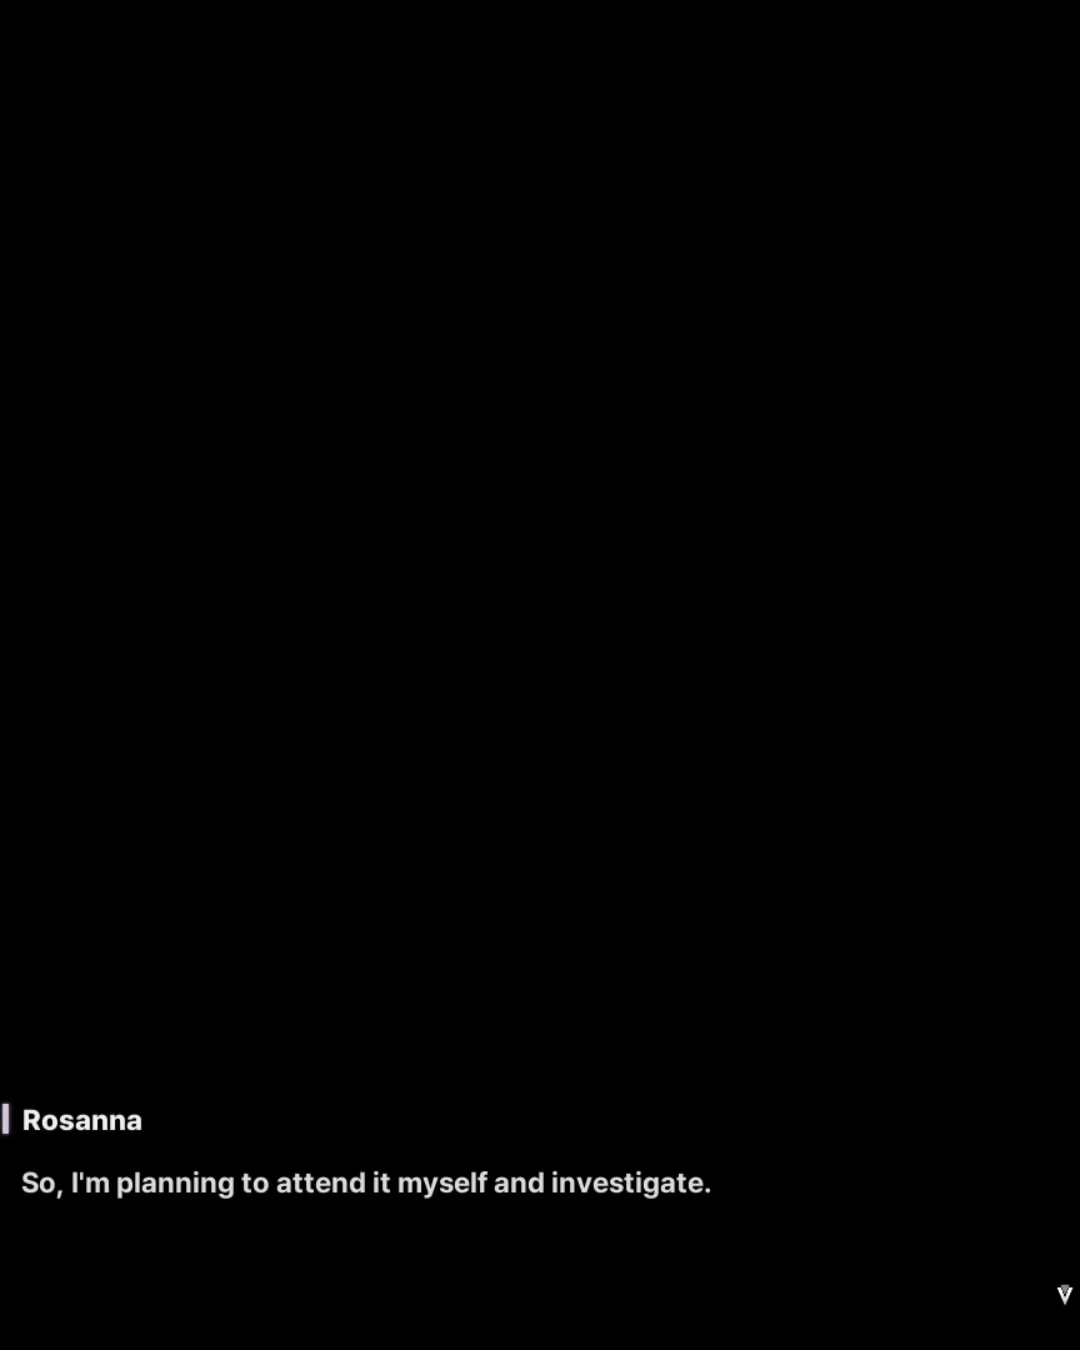 Rosanna
So, I'm planning to attend it myself and investigate.